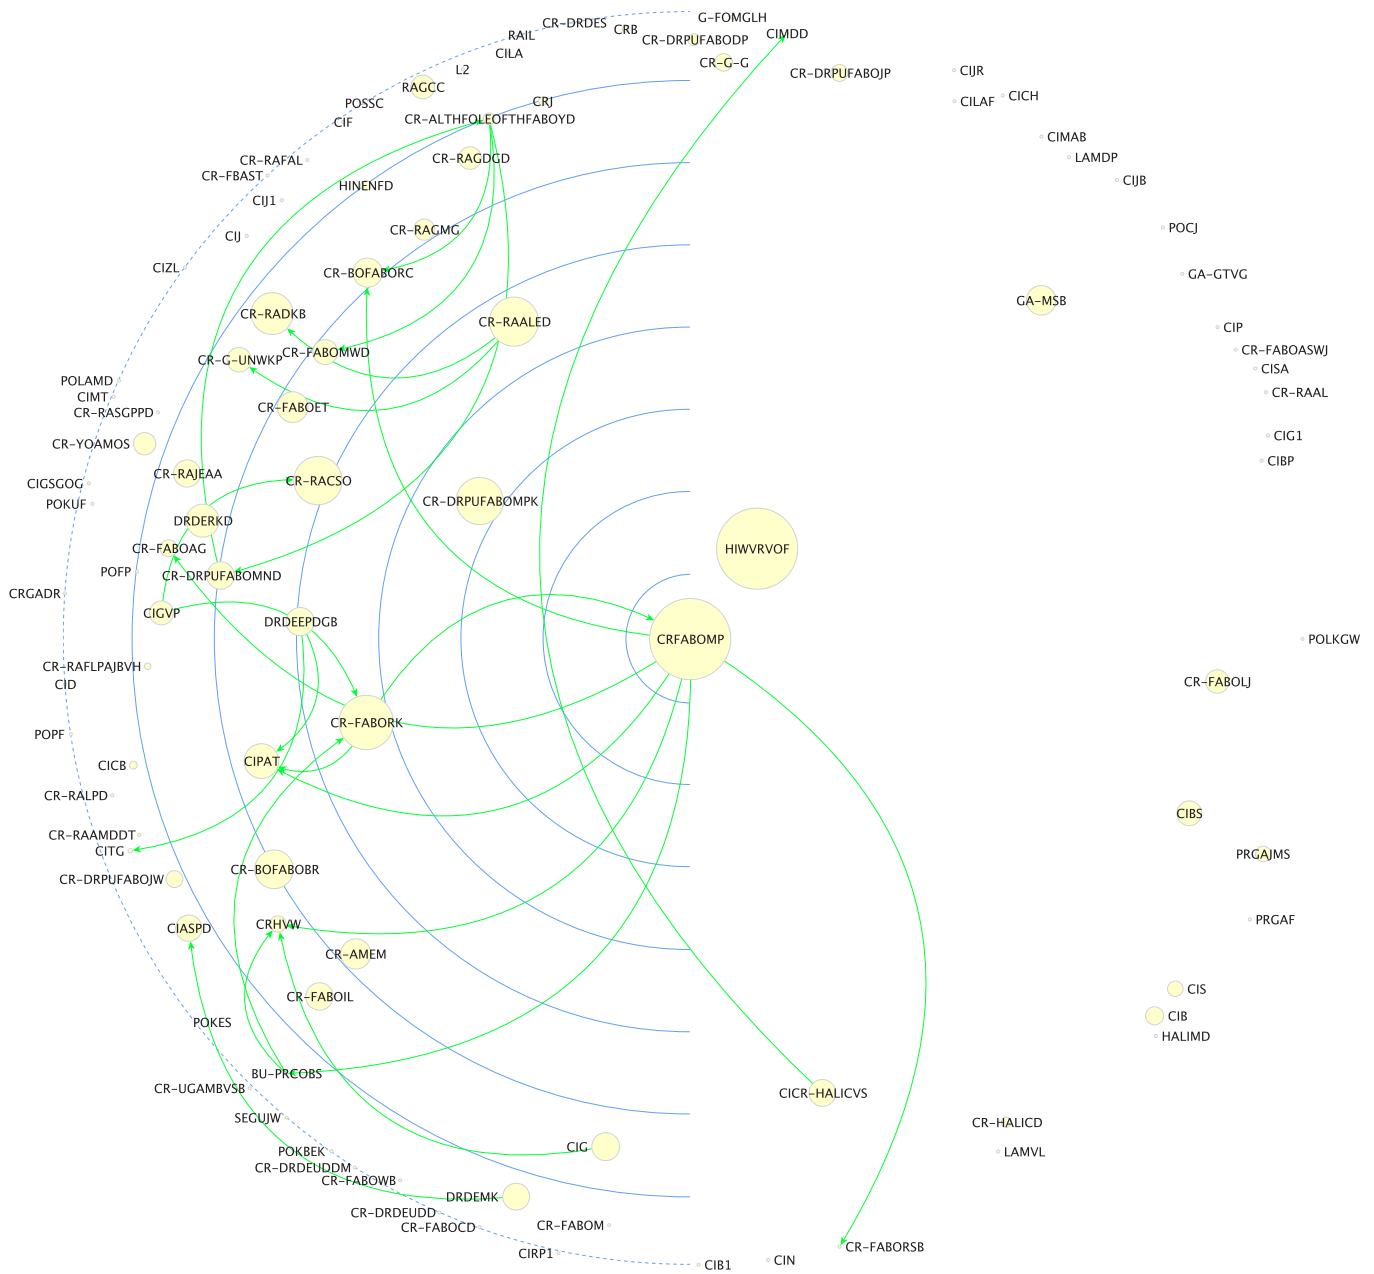 G-FOMGLH
CR-DRDES
CRB
CIMDD
RAIL
CR-DRPUFABODP
CILA
CR-G-G
L2
CR-DRPUFABOJP
CIJR
RAGCC
CICH
POSSC
CRJ
CILAF
CR-ALTHFOLEOFTHFABOYD
CIF
CIMAB
LAMDP
CR-RAFAL
CR-RAGDGD
CR-FBAST
CIJB
HINENFD
CIJ1
POCJ
CR-RAGMG
CIJ
CIZL
CR-BOFABORC
GA-GTVG
GA-MSB
CR-RADKB
CR-RAALED
CIP
CR-FABOASWJ
CR-FABOMWD
CR-G-UNWKP
CISA
POLAMD
CR-RAAL
CIMT
CR-FABOET
CR-RASGPPD
CIG1
CR-YOAMOS
CIBP
CR-RAJEAA
CR-RACSO
CIGSGOG
CR-DRPUFABOMPK
POKUF
DRDERKD
CR-FABOAG
HIWVRVOF
POFP
CR-DRPUFABOMND
CRGADR
CIGVP
DRDEEPDGB
CRFABOMP
POLKGW
CR-RAFLPAJBVH
CID
CR-FABOLJ
CR-FABORK
POPF
CIPAT
CICB
CR-RALPD
CIBS
CR-RAAMDDT
CITG
PRGAJMS
CR-BOFABOBR
CR-DRPUFABOJW
PRGAF
CRHVW
CIASPD
CR-AMEM
CIS
CR-FABOIL
CIB
POKES
HALIMD
BU-PRCOBS
CR-UGAMBVSB
CICR-HALICVS
SEGUJW
CR-HALICD
CIG
POKBEK
LAMVL
CR-DRDEUDDM
CR-FABOWB
DRDEMK
CR-DRDEUDD
CR-FABOCD
CR-FABOM
CR-FABORSB
CIRP1
CIN
CIB1